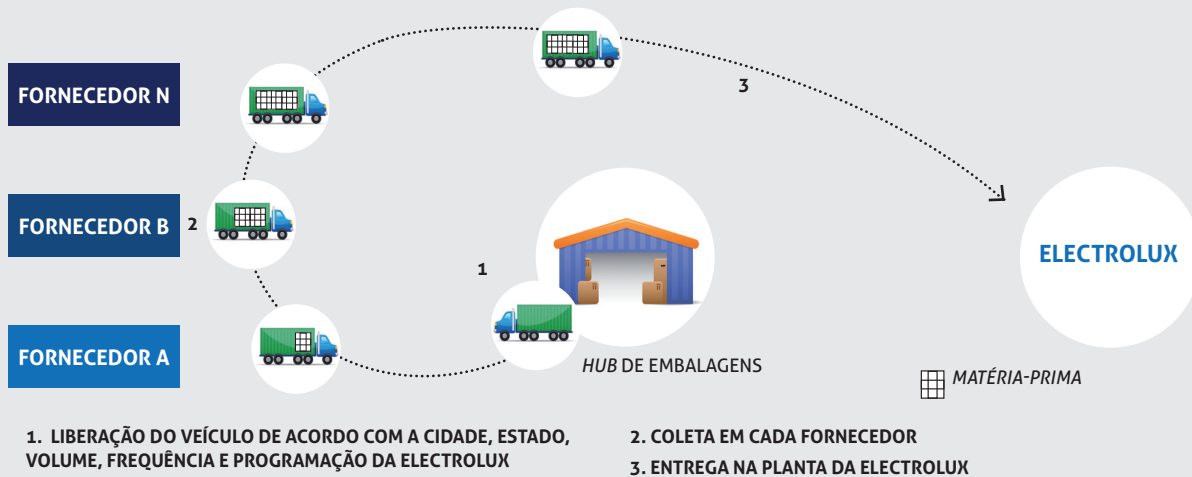 FORNECEDOR N
3
FORNECEDOR B
2
ELECTROLUX
1
FORNECEDOR A
HUB DE EMBALAGENS
MATÉRIA-PRIMA
1. LIBERAÇÃO DO VEÍCULO DE ACORDO COM A CIDADE, ESTADO,
VOLUME, FREQUÊNCIA E PROGRAMAÇÃO DA ELECTROLUX
2. COLETA EM CADA FORNECEDOR
3. ENTREGA NA PLANTA DA ELECTROLUX